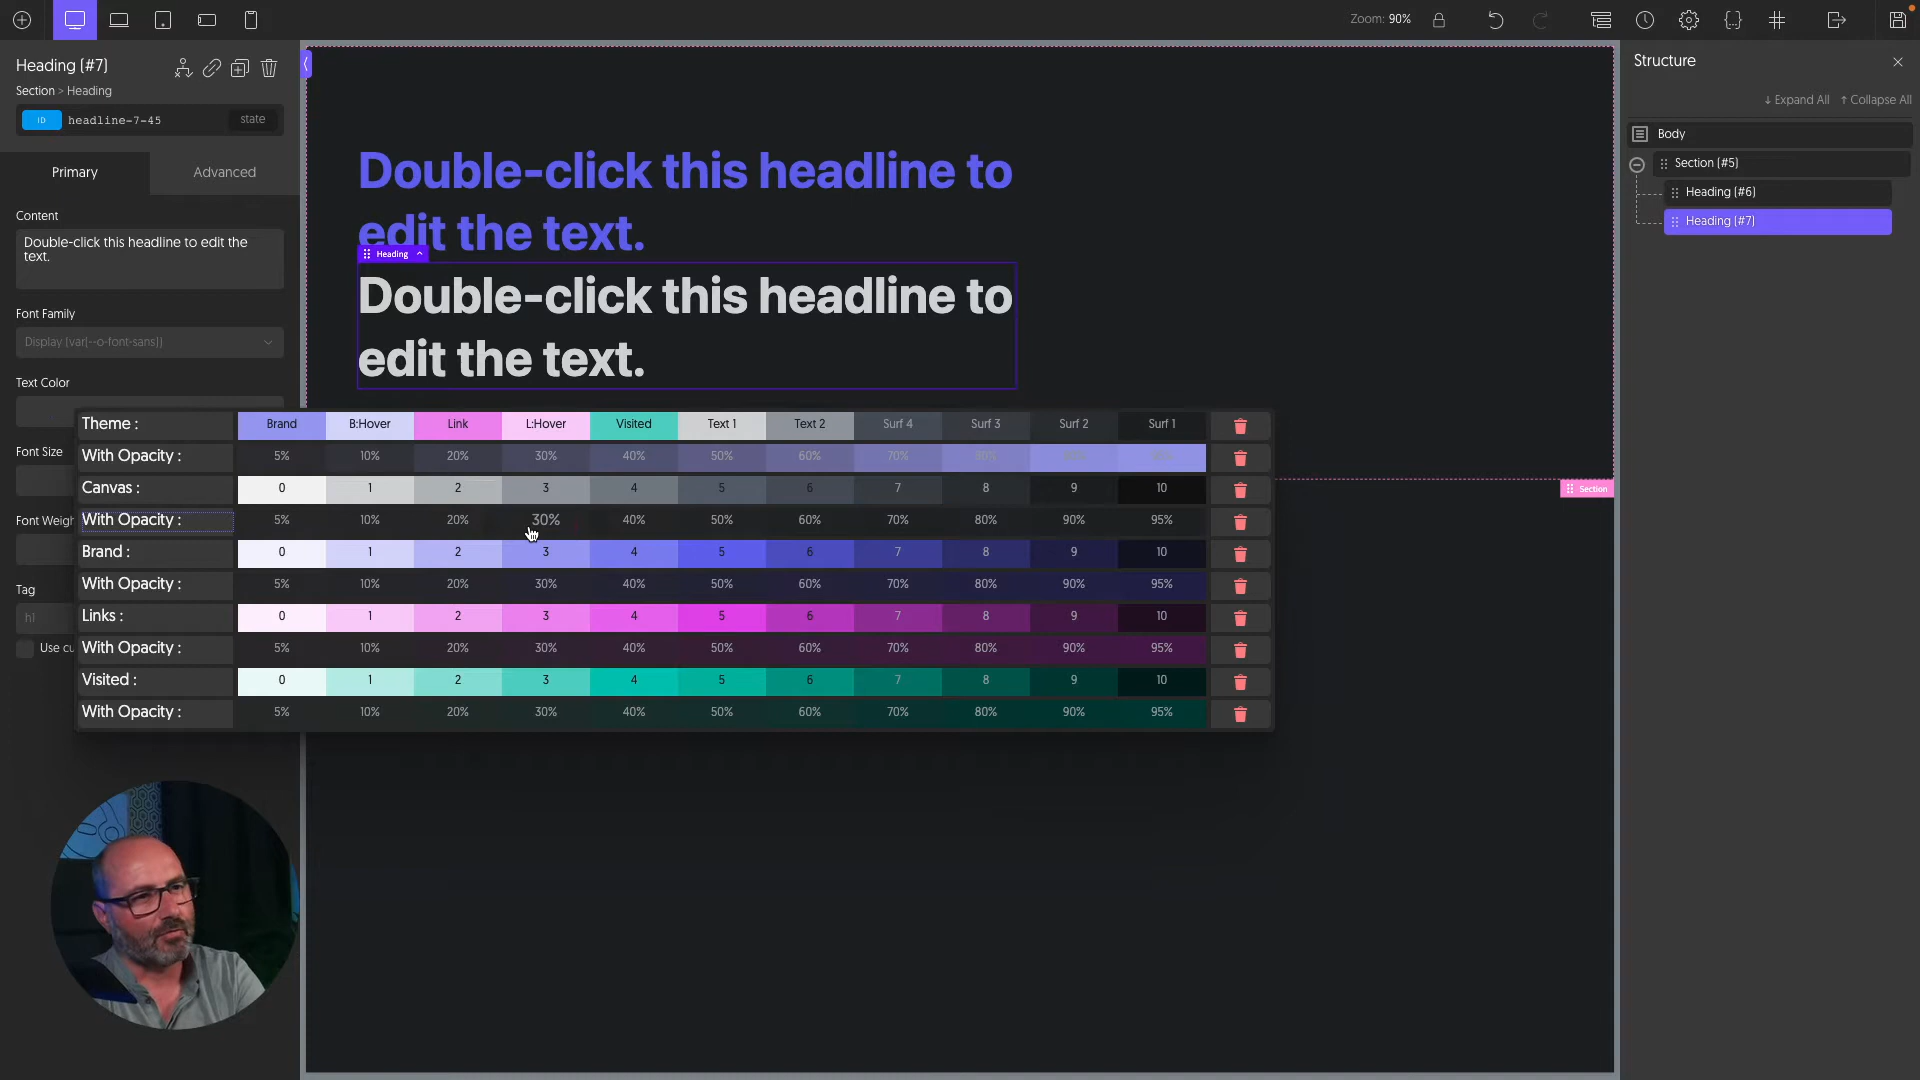 Zoom: 90%
Heading (#7)
Section > Heading
ID headline-7-45 state
Primary Advanced
Content
Double-click this headline to edit the
text.
Font Family
Display (var(--o-font-sans))
Text Color
Font Size
Font Weigh
Tag
h1
Use cu
Double-click this headline to
edit the text.
Heading
Double-click this headline to
edit the text.
Section
Theme : Brand B:Hover Link L:Hover Visited Text 1 Text 2 Surf 4 Surf 3 Surf 2 Surf 1
With Opacity : 5% 10% 20% 30% 40% 50% 60% 70% 80%
Canvas : 0 1 2 3 4 5 6 7 8 9 10
With Opacity : 5% 10% 20% 30% 40% 50% 60% 70% 80% 90% 95%
Brand : 0 1 2 3 4 5 6 7 8 9 10
With Opacity : 5% 10% 20% 30% 40% 50% 60% 70% 80% 90% 95%
Links : 0 1 2 3 4 5 6 7 8 9 10
With Opacity : 5% 10% 20% 30% 40% 50% 60% 70% 80% 90% 95%
Visited : 0 1 2 3 4 5 6 7 8 9 10
With Opacity : 5% 10% 20% 30% 40% 50% 60% 70% 80% 90% 95%
Structure
Expand All Collapse All
Body
Section (#5)
Heading (#6)
Heading (#7)